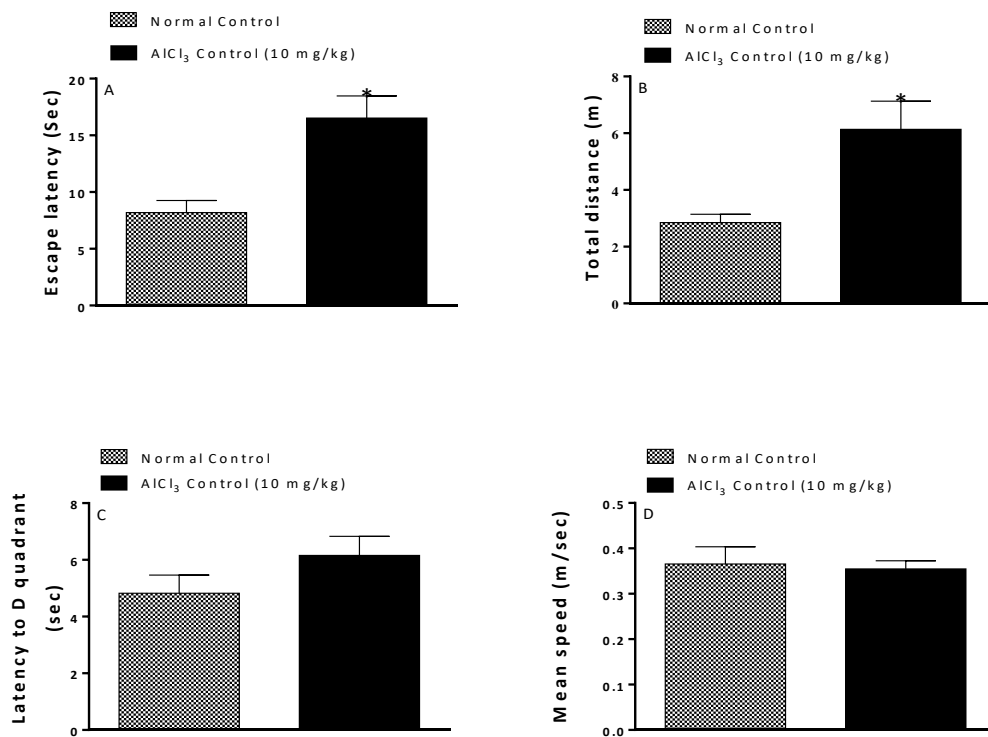 Normal Control
AlCl₃ Control (10 mg/kg)
A
Escape latency (Sec)
20
15
10
5
0
*
Normal Control
AlCl₃ Control (10 mg/kg)
B
Total distance (m)
8
6
4
2
0
*
Normal Control
AlCl₃ Control (10 mg/kg)
C
Latency to D quadrant
(sec)
8
6
4
2
0
Normal Control
AlCl₃ Control (10 mg/kg)
D
Mean speed (m/sec)
0.5
0.4
0.3
0.2
0.1
0.0